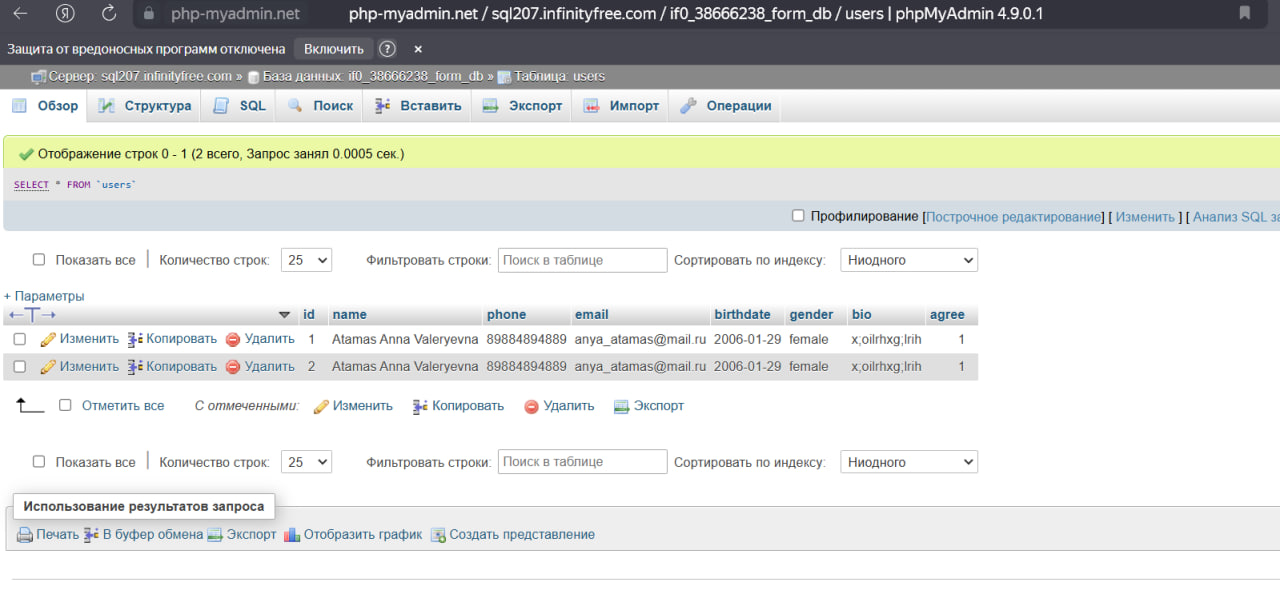 php-myadmin.net php-myadmin.net / sql207.infinityfree.com / if0_38666238_form_db / users | phpMyAdmin 4.9.0.1
Защита от вредоносных программ отключена Включить ? ×
Сервер: sql207.infinityfree.com » База данных: if0_38666238_form_db » Таблица: users
Обзор Структура SQL Поиск Вставить Экспорт Импорт Операции
Отображение строк 0 - 1 (2 всего, Запрос занял 0.0005 сек.)
SELECT * FROM `users`
Профилирование [Построчное редактирование] [ Изменить ] [ Анализ SQL за
Показать все Количество строк: 25 Фильтровать строки: Поиск в таблице Сортировать по индексу: Ниодного
+ Параметры
←T→ id name phone email birthdate gender bio agree
Изменить Копировать Удалить 1 Atamas Anna Valeryevna 89884894889 anya_atamas@mail.ru 2006-01-29 female x;oilrhxg;lrih 1
Изменить Копировать Удалить 2 Atamas Anna Valeryevna 89884894889 anya_atamas@mail.ru 2006-01-29 female x;oilrhxg;lrih 1
Отметить все С отмеченными: Изменить Копировать Удалить Экспорт
Показать все Количество строк: 25 Фильтровать строки: Поиск в таблице Сортировать по индексу: Ниодного
Использование результатов запроса
Печать В буфер обмена Экспорт Отобразить график Создать представление